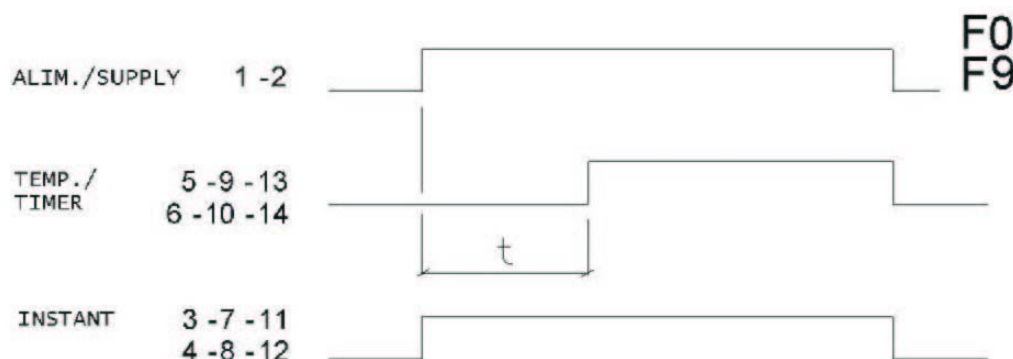 F0
F9
ALIM./SUPPLY 1 -2
TEMP./
TIMER
5 -9 -13
6 -10 -14
t
INSTANT 3 -7 -11
4 -8 -12